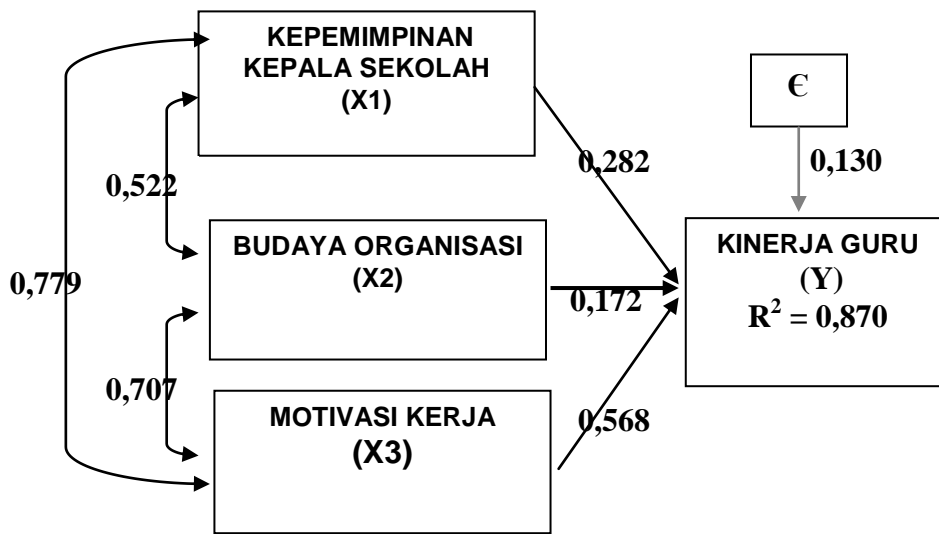 KEPEMIMPINAN
KEPALA SEKOLAH
(X1)
Є
0,130
0,282
0,522
BUDAYA ORGANISASI
(X2)
KINERJA GURU
(Y)
R² = 0,870
0,779
0,172
0,707
MOTIVASI KERJA
(X3)
0,568